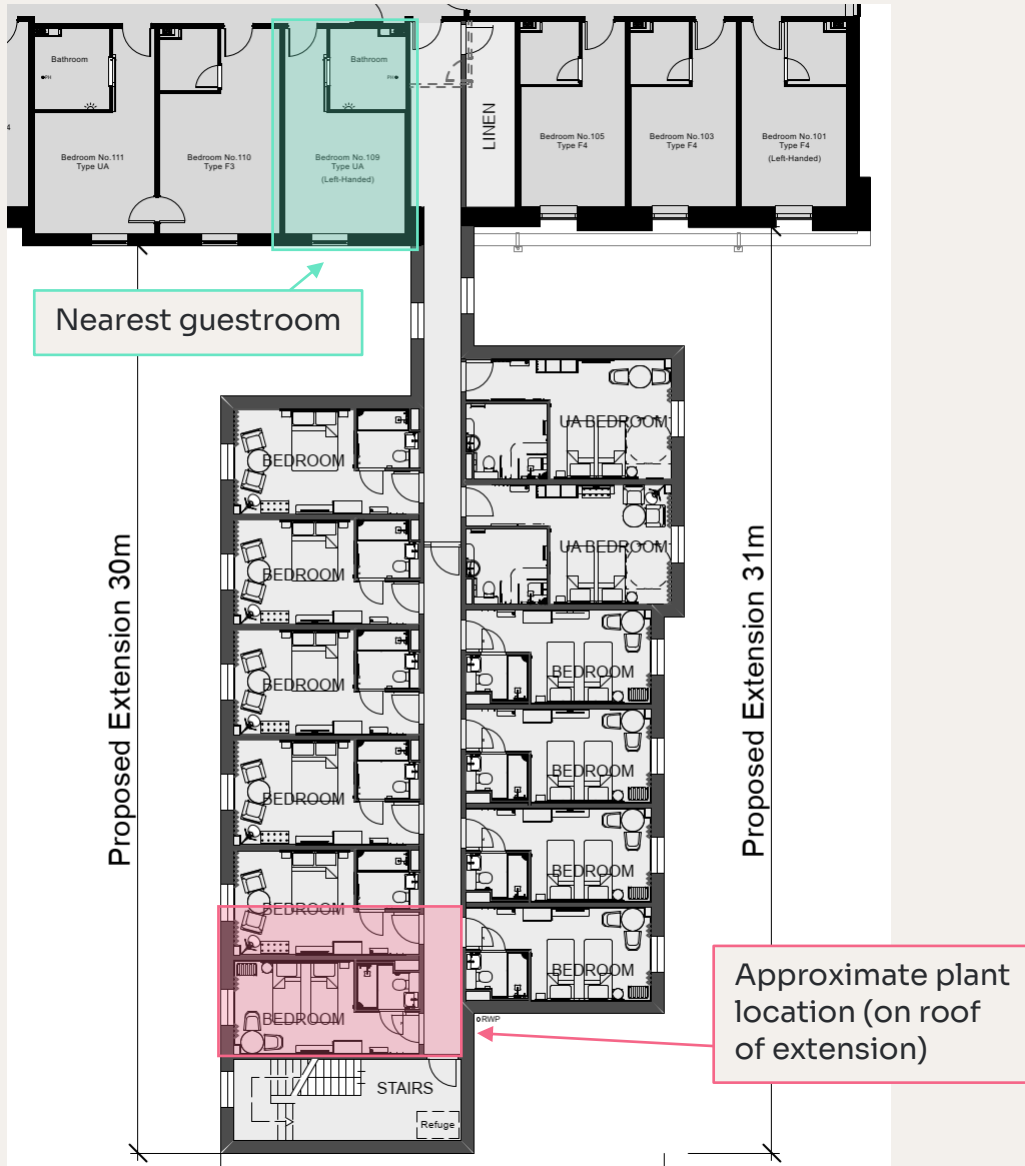 Bathroom
RH
Bathroom
RH
4
Bedroom No.111
Type UA
Bedroom No.110
Type F3
Bedroom No.109
Type UA
(Left-Handed)
LINEN
Bedroom No.105
Type F4
Bedroom No.103
Type F4
Bedroom No.101
Type F4
(Left-Handed)
Nearest guestroom
Proposed Extension 30m
Proposed Extension 31m
UA BEDROOM
BEDROOM
UA BEDROOM
BEDROOM
BEDROOM
BEDROOM
BEDROOM
BEDROOM
BEDROOM
BEDROOM
BEDROOM
BEDROOM
RWP
Approximate plant
location (on roof
of extension)
STAIRS
Refuge